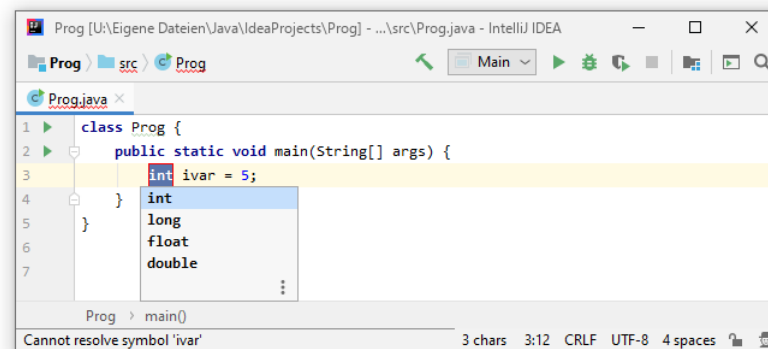 Prog [U:\Eigene Dateien\Java\IdeaProjects\Prog] - ...\src\Prog.java - IntelliJ IDEA
Prog src Prog Main
Prog.java
1 class Prog {
2 public static void main(String[] args) {
3 int ivar = 5;
4 }
5 }
6
7
int
long
float
double
Prog > main()
Cannot resolve symbol 'ivar' 3 chars 3:12 CRLF UTF-8 4 spaces